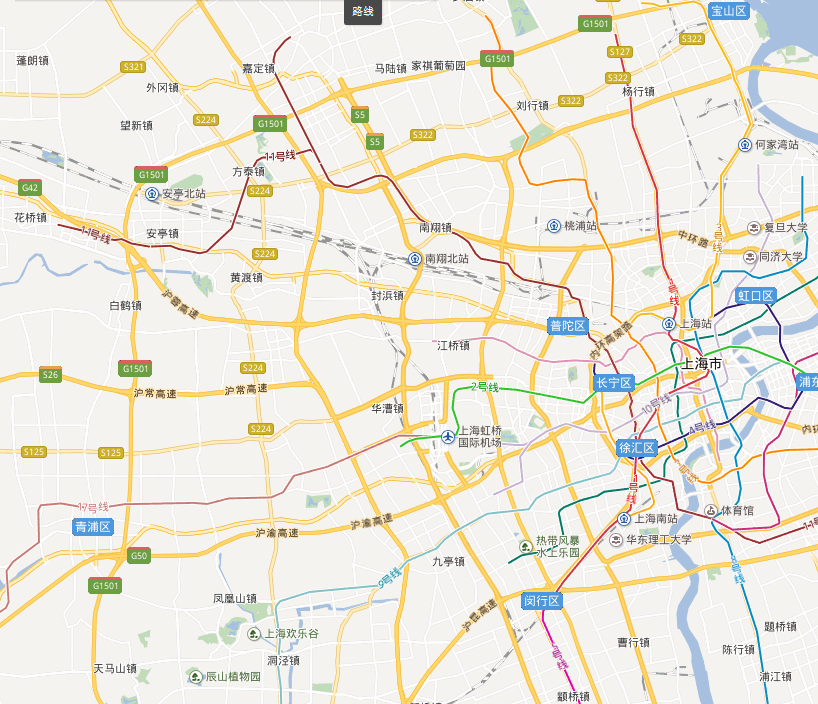 路线
宝山区
G1501
S322
S127
蓬朗镇
S321
嘉定镇
马陆镇
家祺葡萄园
G1501
S322
外冈镇
刘行镇
S322
杨行镇
望新镇
S224
G1501
S5
S5
S322
何家湾站
11号线
方泰镇
G1501
G42
安亭北站
S224
花桥镇
11号线
安亭镇
南翔镇
桃浦站
3号线
复旦大学
中环路
S224
南翔北站
同济大学
黄渡镇
沪蓉高速
封浜镇
1号线
虹口区
白鹤镇
普陀区
上海站
内环高架路
江桥镇
上海市
G1501
S224
S26
沪常高速
沪常高速
2号线
长宁区
浦东
华漕镇
10号线
S224
上海虹桥
国际机场
4号线
内环
徐汇区
S125
S125
1号线
17号线
青浦区
上海南站
体育馆
沪渝高速
沪渝高速
华东理工大学
11号
G50
热带风暴
水上乐园
九亭镇
9号线
8号线
G1501
凤凰山镇
沪昆高速
闵行区
上海欢乐谷
题桥镇
曹行镇
陈行镇
5号线
洞泾镇
天马山镇
辰山植物园
浦江镇
颛桥镇